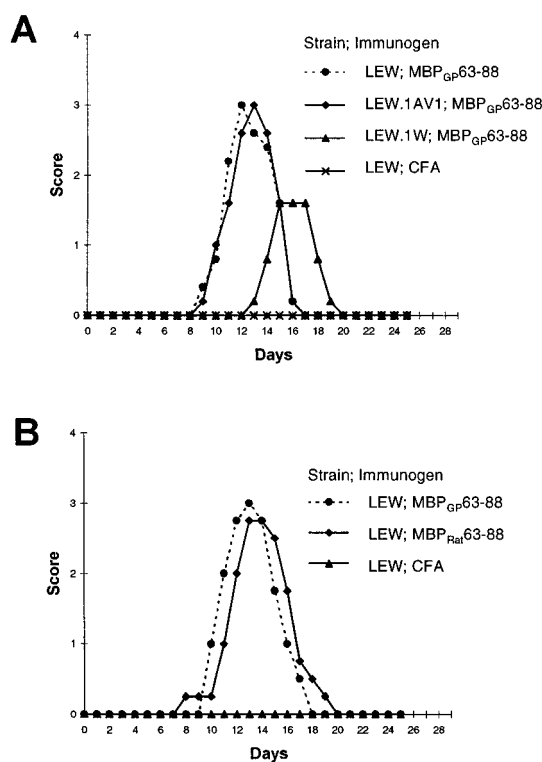 A
Strain; Immunogen
LEW; MBPGP63-88
LEW.1AV1; MBPGP63-88
LEW.1W; MBPGP63-88
LEW; CFA
Score
4
3
2
1
0
0 2 4 6 8 10 12 14 16 18 20 22 24 26 28
Days
B
Strain; Immunogen
LEW; MBPGP63-88
LEW; MBPRat63-88
LEW; CFA
Score
4
3
2
1
0
0 2 4 6 8 10 12 14 16 18 20 22 24 26 28
Days